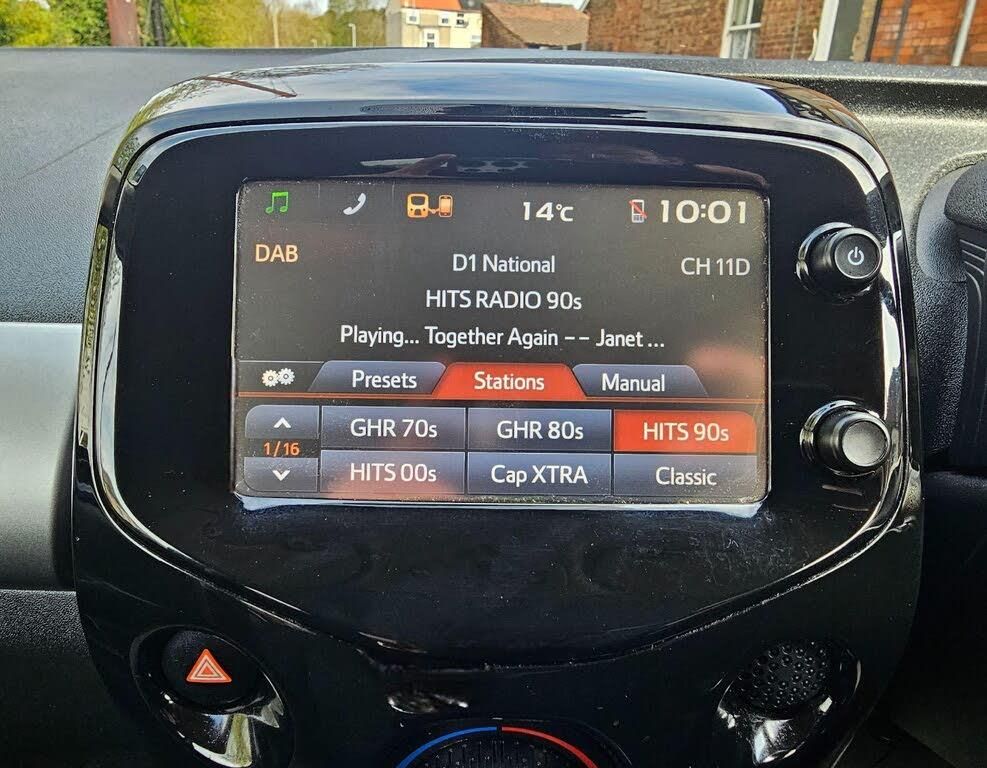 14°C 10:01
DAB
D1 National CH 11D
HITS RADIO 90s
Playing... Together Again -- Janet ...
Presets Stations Manual
GHR 70s GHR 80s HITS 90s
1/16
HITS 00s Cap XTRA Classic